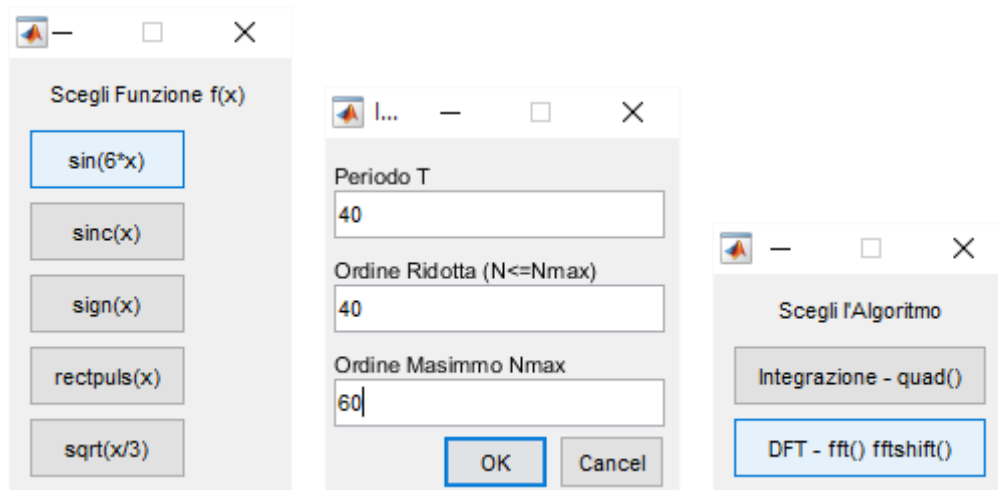 Scegli Funzione f(x)
sin(6*x)
sinc(x)
sign(x)
rectpuls(x)
sqrt(x/3)
I...
Periodo T
40
Ordine Ridotta (N<=Nmax)
40
Ordine Masimmo Nmax
60
OK
Cancel
Scegli l'Algoritmo
Integrazione - quad()
DFT - fft() fftshift()